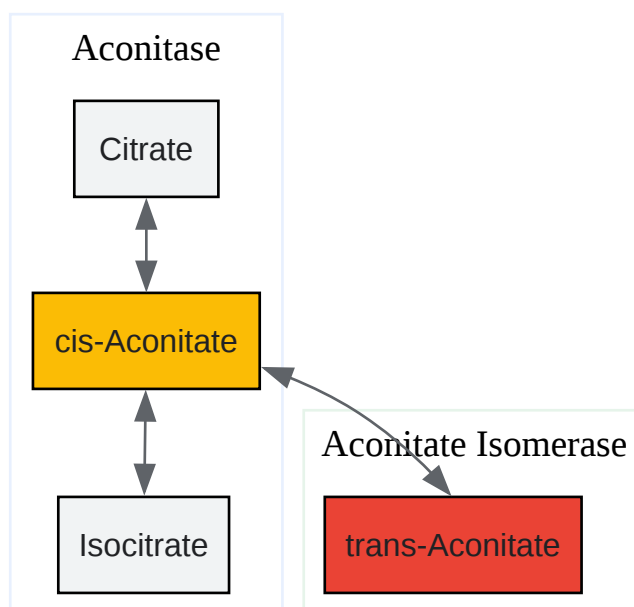 Aconitase
Citrate
cis-Aconitate
Isocitrate
Aconitate Isomerase
trans-Aconitate